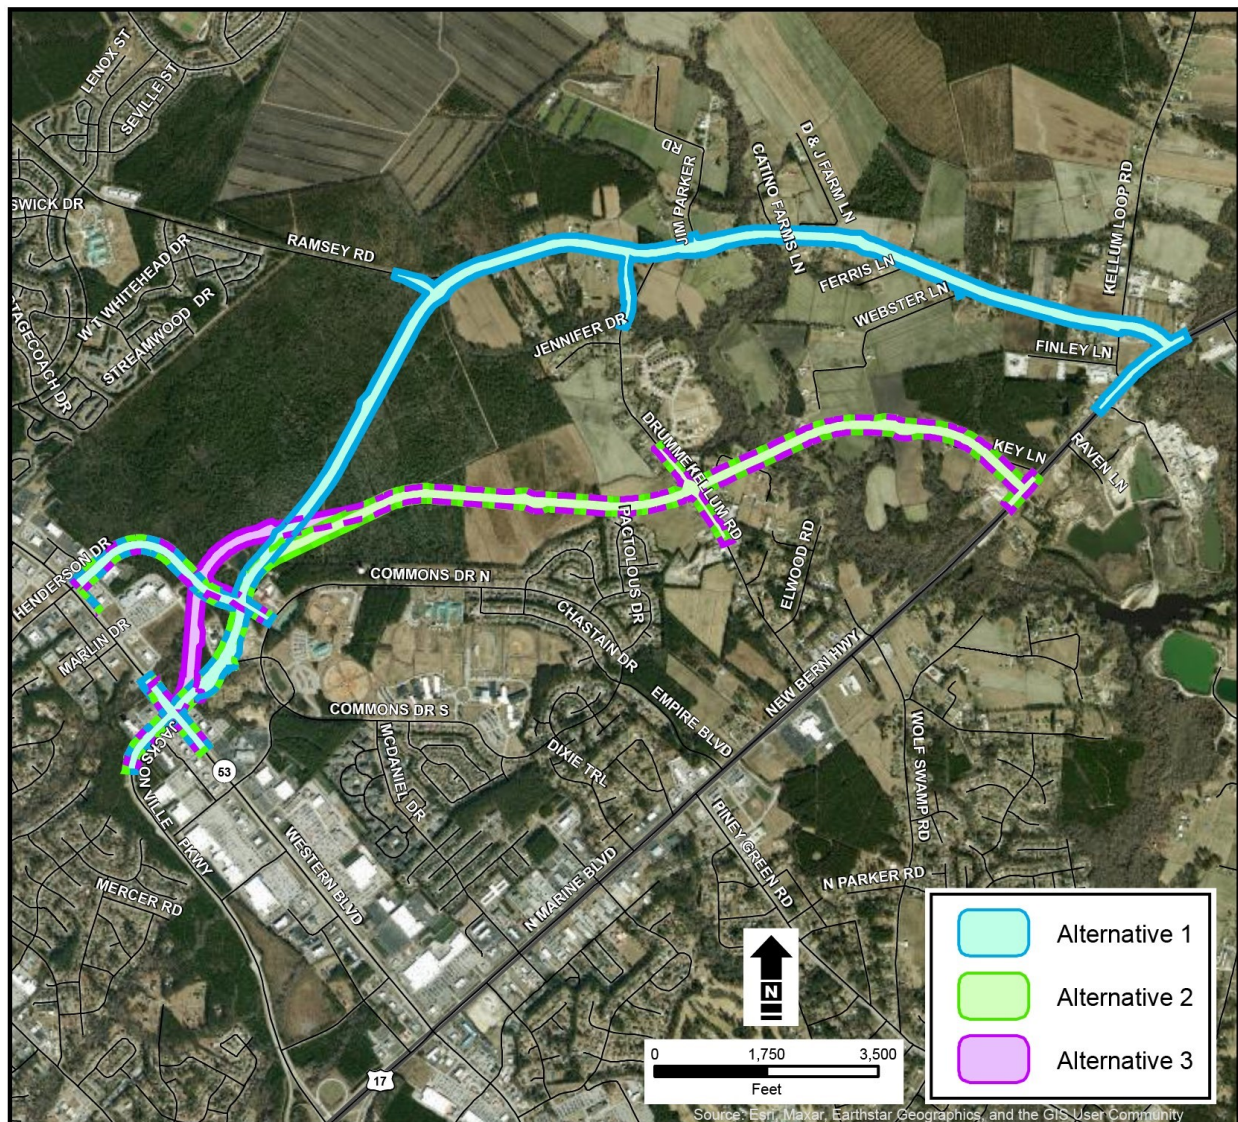 LENOX ST
SEVILLE ST
SWICK DR
W T WHITEHEAD DR
STREAMWOOD DR
STAGECOACH DR
RAMSEY RD
JIM PARKER
RD
CATINO FARMS LN
D & J FARM LN
KELLUM LOOP RD
FERRIS LN
WEBSTER LN
FINLEY LN
JENNIFER DR
RAVEN LN
KEY LN
DRUMMER KELLUM RD
PACTOLOUS DR
ELWOOD RD
HENDERSON DR
MARLIN DR
COMMONS DR N
CHASTAIN DR
EMPIRE BLVD
NEW BERN HWY
COMMONS DR S
MCDANIEL DR
DIXIE TRL
WOLF SWAMP RD
JACKSONVILLE PKWY
53
WESTERN BLVD
PINEY GREEN RD
N MARINE BLVD
N PARKER RD
MERCER RD
17
N
0 1,750 3,500
Feet
Alternative 1
Alternative 2
Alternative 3
Source: Esri, Maxar, Earthstar Geographics, and the GIS User Community